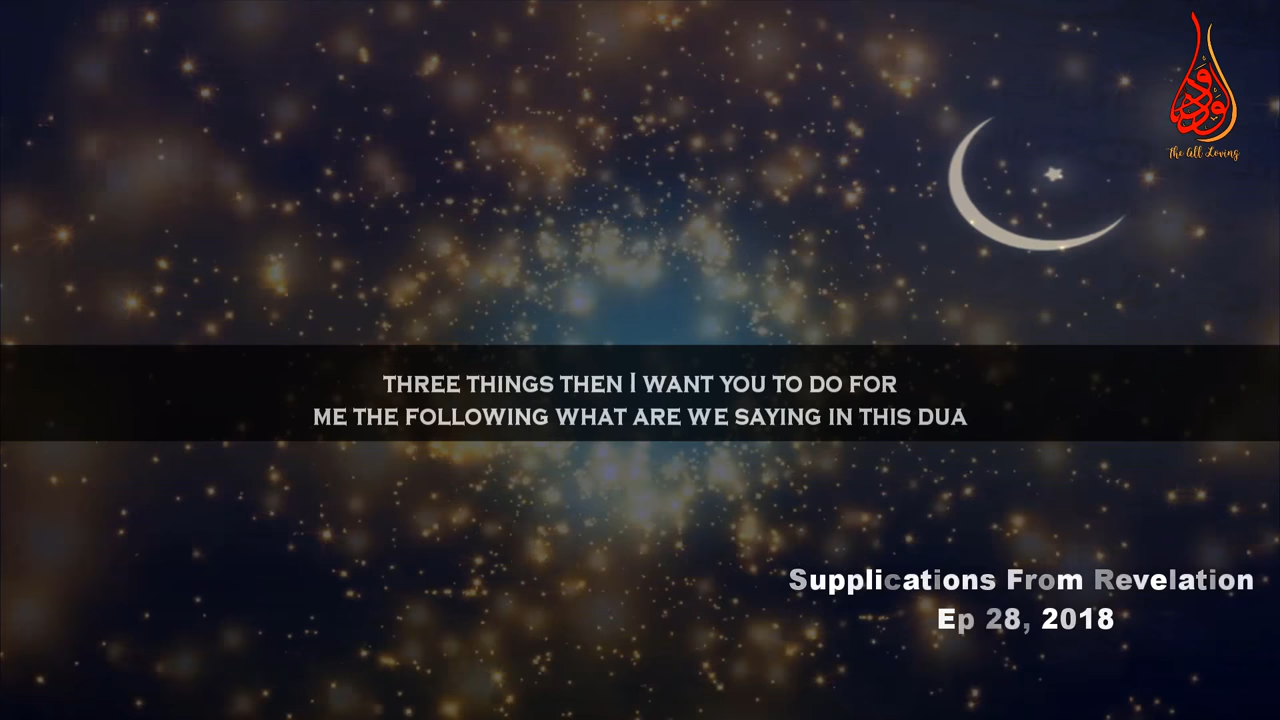 The All Loving
THREE THINGS THEN I WANT YOU TO DO FOR
ME THE FOLLOWING WHAT ARE WE SAYING IN THIS DUA
Supplications From Revelation
Ep 28, 2018